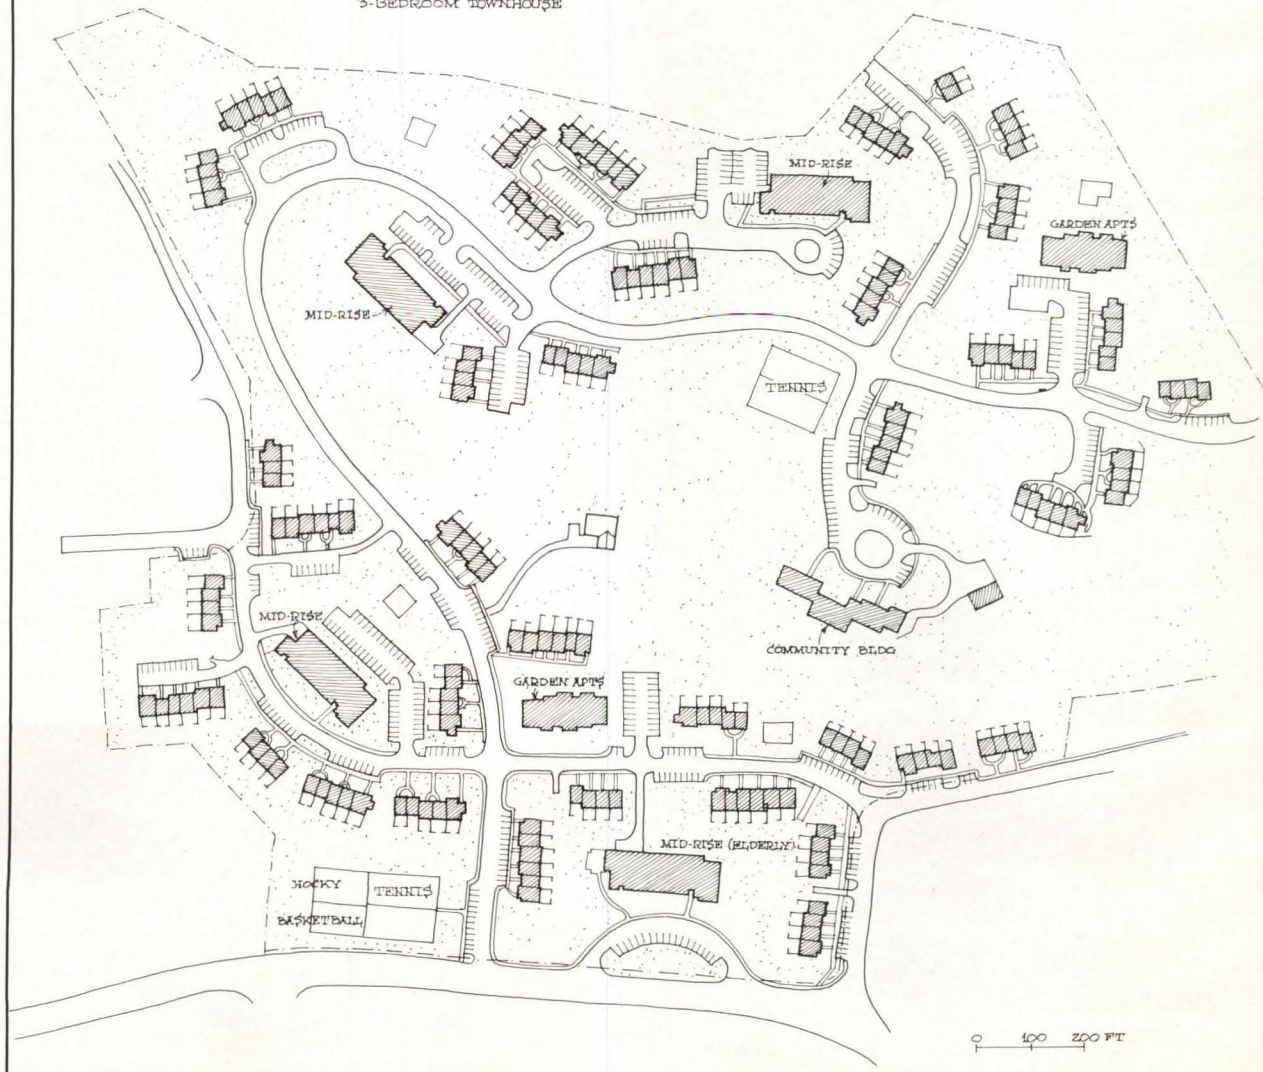 3-BEDROOM TOWNHOUSE
MID-RISE
GARDEN APTS
MID-RISE
TENNIS
MID-RISE
COMMUNITY BLDG
GARDEN APTS
MID-RISE (ELDERLY)
HOCKY
TENNIS
BASKETBALL
0 100 200 FT